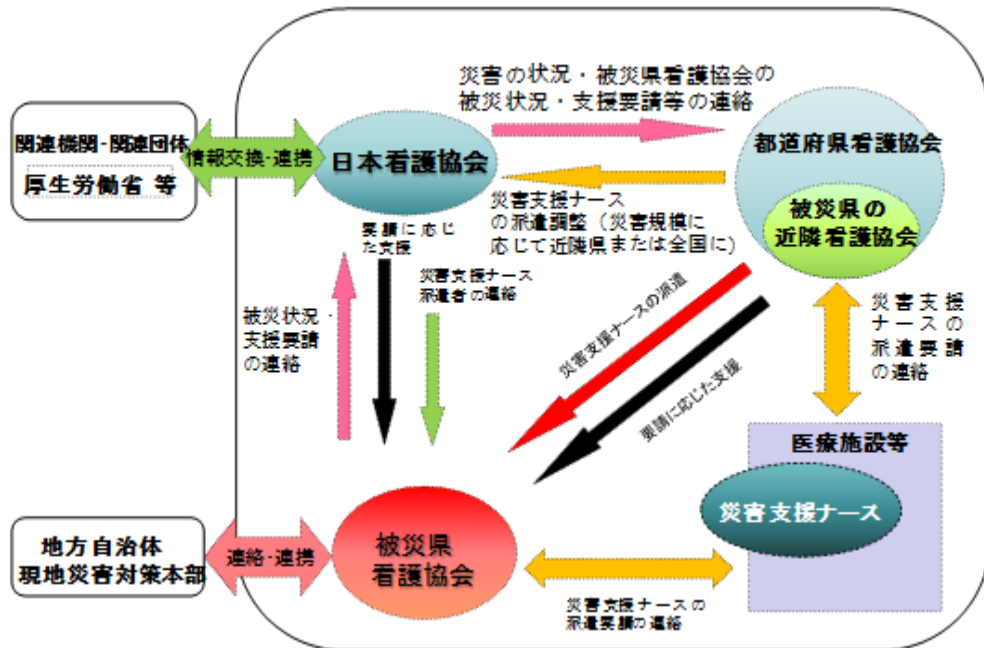 災害の状況・被災県看護協会の
被災状況・支援要請等の連絡
関連機関・関連団体
厚生労働省 等
情報交換・連携
日本看護協会
都道府県看護協会
被災県の
近隣看護協会
災害支援ナース
の派遣調整（災害規模に
応じて近隣県または全国に）
要請に応じ
た支援
災害支援ナース
派遣者の連絡
被災状況・
支援要請
の連絡
災害支援ナースの派遣
要請に応じた支援
災害支援
ナースの
派遣要請
の連絡
医療施設等
災害支援ナース
地方自治体
現地災害対策本部
連絡・連携
被災県
看護協会
災害支援ナースの
派遣要請の連絡